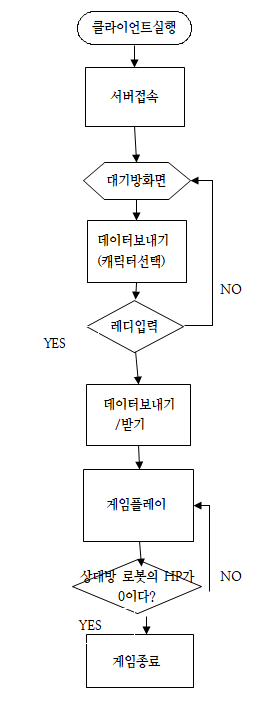 클라이언트실행
서버접속
대기방화면
데이터보내기
(캐릭터선택)
NO
레디입력
YES
데이터보내기
/받기
게임플레이
상대방 로봇의 HP가
0이다?
NO
YES
게임종료